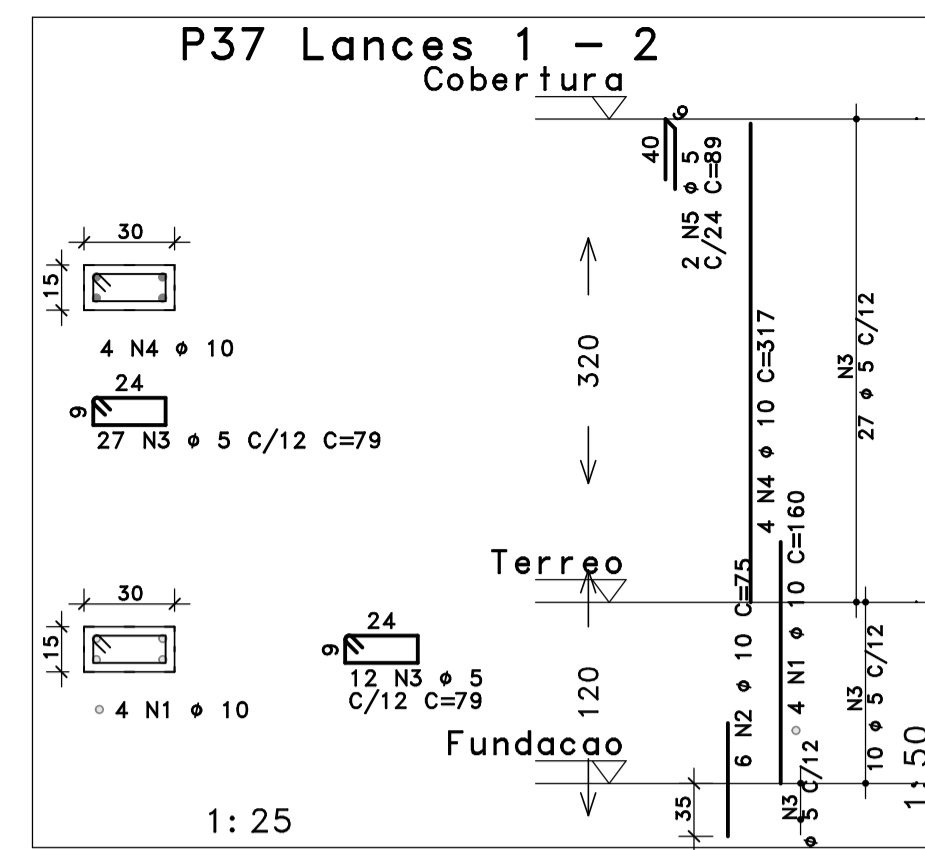 P37 Lances 1 - 2
Cobertura
40
6
2 N5 φ 5
C/24 C=89
30
15
4 N4 φ 10
24
9
27 N3 φ 5 C/12 C=79
320
4 N4 φ 10 C=317
N3
27 φ 5 C/12
Terreo
30
15
4 N1 φ 10
24
9
12 N3 φ 5
C/12 C=79
120
6 N2 φ 10 C=75
4 N1 φ 10 C=160
N3
10 φ 5 C/12
Fundacao
35
N3
φ 5 C/12
1:25
1:50